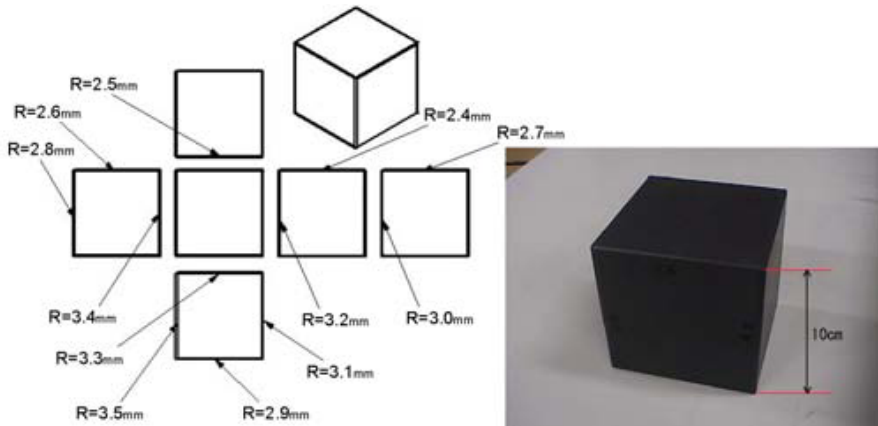 R=2.5mm
R=2.6mm
R=2.4mm
R=2.7mm
R=2.8mm
R=3.4mm
R=3.2mm
R=3.0mm
R=3.3mm
R=3.1mm
R=3.5mm
R=2.9mm
10cm